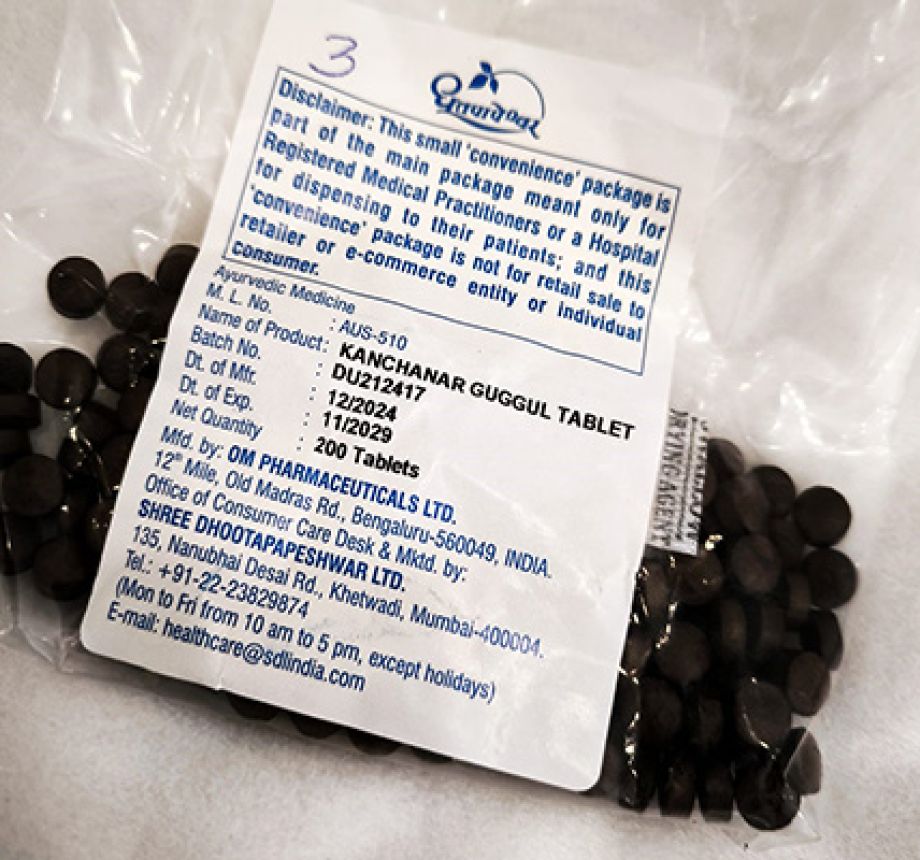 3
धूतपापेश्वर
Disclaimer: This small 'convenience' package is
part of the main package meant only for
Registered Medical Practitioners or a Hospital
for dispensing to their patients; and this
'convenience' package is not for retail sale to
retailer or e-commerce entity or individual
consumer.
Ayurvedic Medicine
M. L. No. : AUS-510
Name of Product: KANCHANAR GUGGUL TABLET
Batch No. : DU212417
Dt. of Mfr. : 12/2024
Dt. of Exp. : 11/2029
Net Quantity : 200 Tablets
Mfd. by: OM PHARMACEUTICALS LTD.
12th Mile, Old Madras Rd., Bengaluru-560049, INDIA.
Office of Consumer Care Desk & Mktd. by:
SHREE DHOOTAPAPESHWAR LTD.
135, Nanubhai Desai Rd., Khetwadi, Mumbai-400004.
Tel.: +91-22-23829874
(Mon to Fri from 10 am to 5 pm, except holidays)
E-mail: healthcare@sdlindia.com
DRYING AGENT